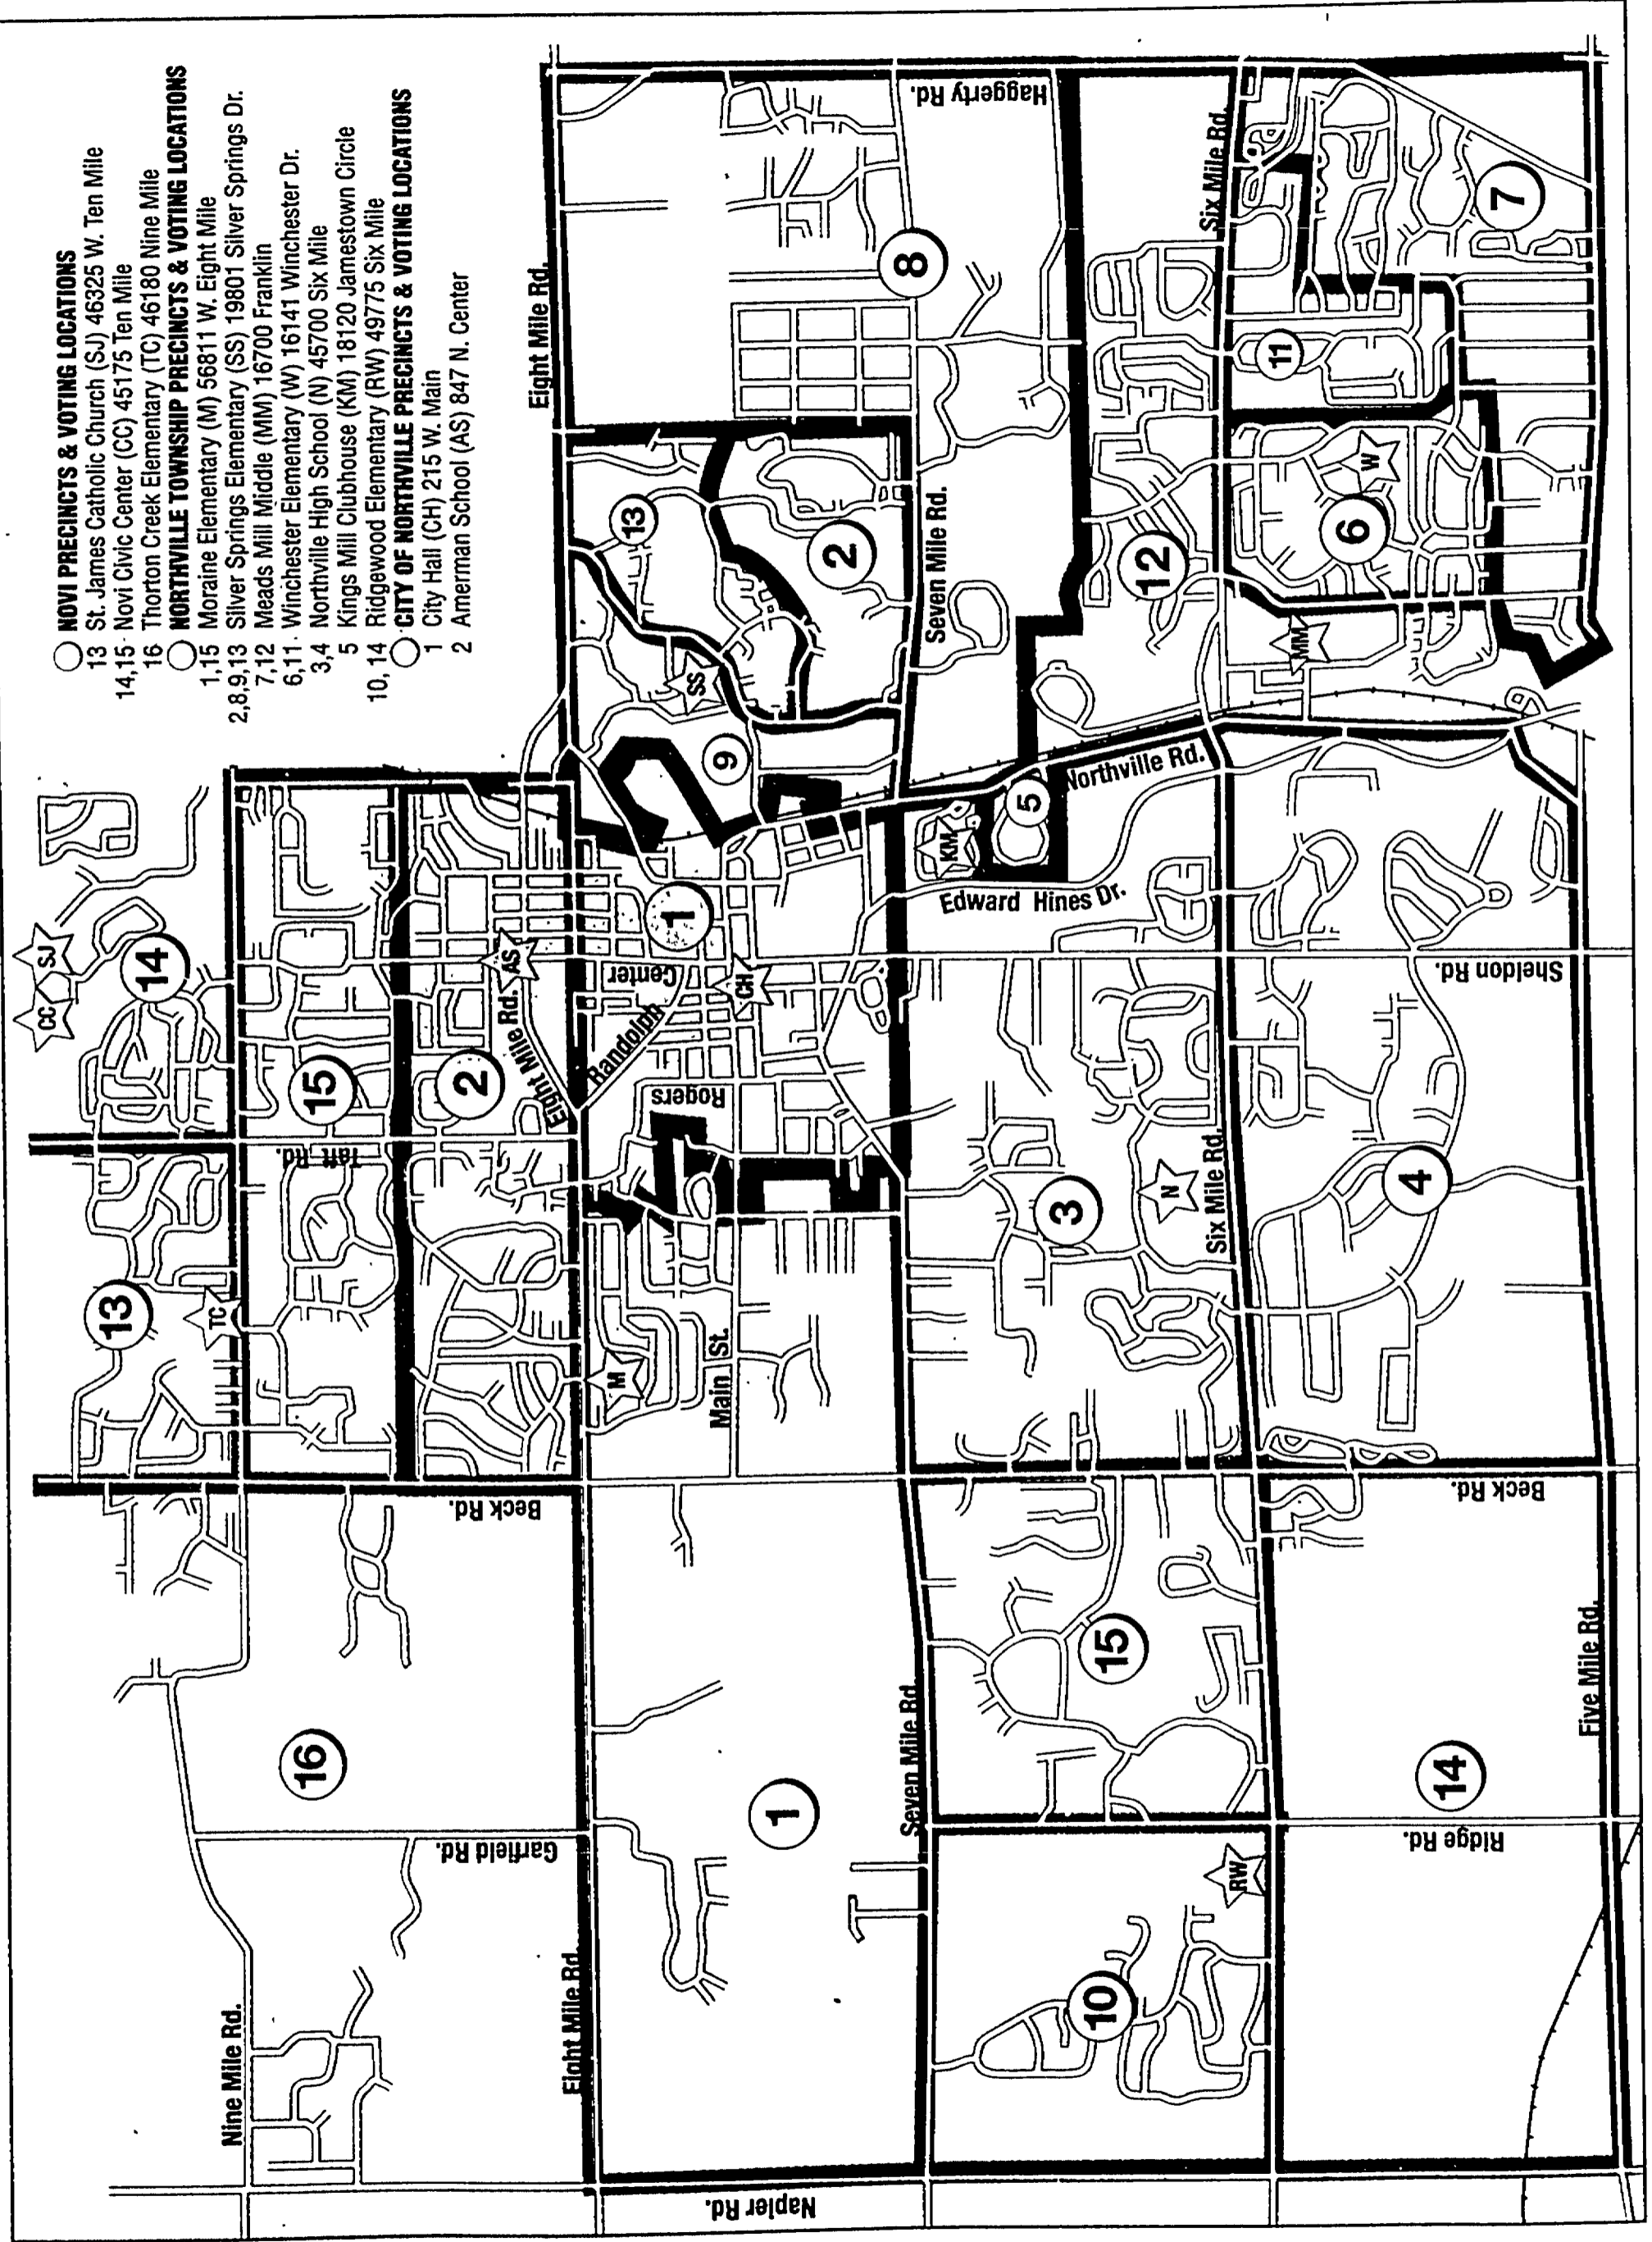 NOVI PRECINCTS & VOTING LOCATIONS
13 St. James Catholic Church (SJ) 46325 W. Ten Mile
14,15 Novi Civic Center (CC) 45175 Ten Mile
16 Thorton Creek Elementary (TC) 46180 Nine Mile
NORTHVILLE TOWNSHIP PRECINCTS & VOTING LOCATIONS
1,15 Moraine Elementary (M) 56811 W. Eight Mile
2,8,9,13 Silver Springs Elementary (SS) 19801 Silver Springs Dr.
7,12 Meads Mill Middle (MM) 16700 Franklin
6,11 Winchester Elementary (W) 16141 Winchester Dr.
3,4 Northville High School (N) 45700 Six Mile
5 Kings Mill Clubhouse (KM) 18120 Jamestown Circle
10, 14 Ridgewood Elementary (RW) 49775 Six Mile
CITY OF NORTHVILLE PRECINCTS & VOTING LOCATIONS
1 City Hall (CH) 215 W. Main
2 Amerman School (AS) 847 N. Center
Nine Mile Rd.
16
Garfield Rd.
Beck Rd.
13
TC
Taft Rd.
CC
SJ
14
15
2
AS
Eight Mile Rd.
Eight Mile Rd.
Eight Mile Rd.
Eight Mile Rd.
Napier Rd.
1
M
Main St.
Rogers
Randolph
Center
1
CH
9
SS
13
2
8
Haggerty Rd.
Seven Mile Rd.
Seven Mile Rd.
10
RW
15
3
N
Six Mile Rd.
Edward Hines Dr.
KM
5
Northville Rd.
12
Six Mile Rd.
14
Ridge Rd.
Five Mile Rd.
Beck Rd.
4
Sheldon Rd.
MM
6
W
11
7